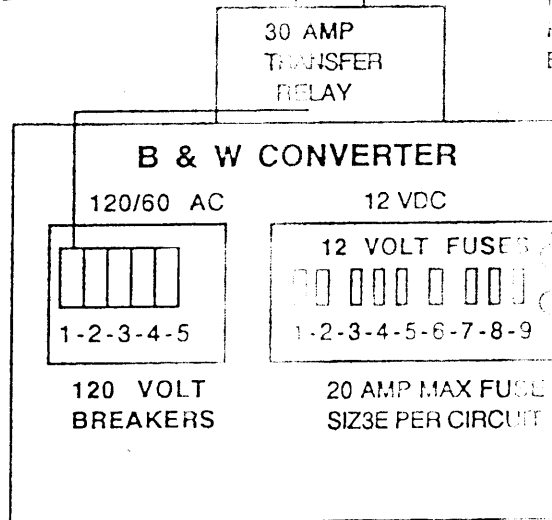 30 AMP
TRANSFER
RELAY
B & W CONVERTER
120/60 AC
12 VDC
12 VOLT FUSES
1-2-3-4-5
1-2-3-4-5-6-7-8-9
120 VOLT
BREAKERS
20 AMP MAX FUSE
SIZ3E PER CIRCUIT